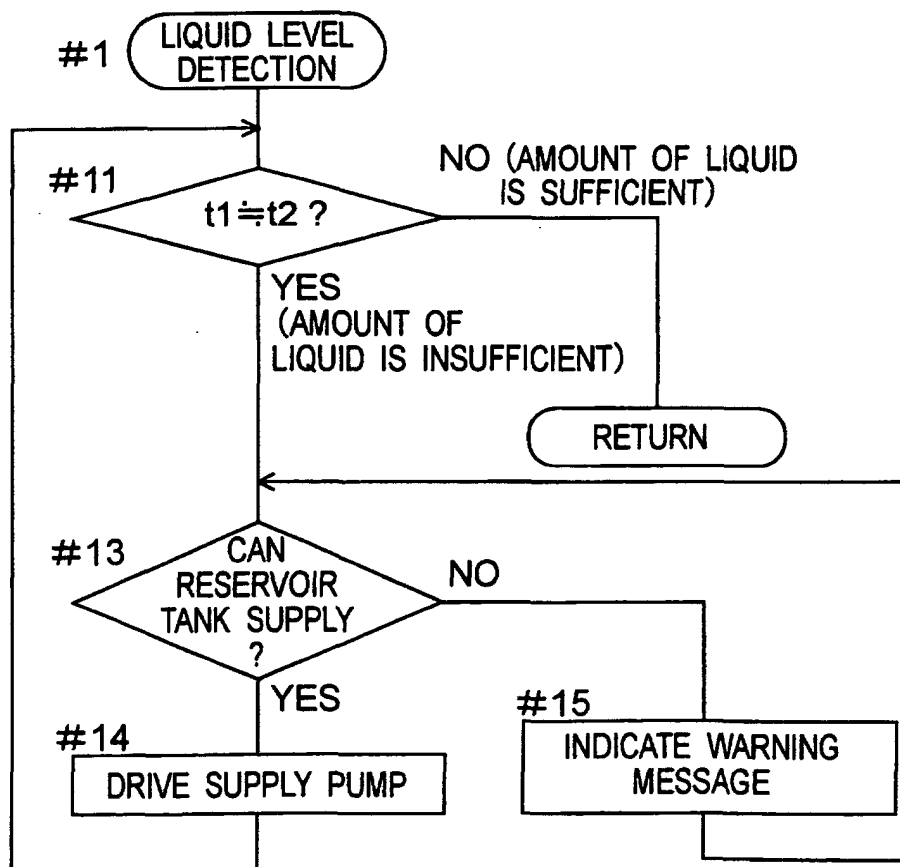 #1
LIQUID LEVEL
DETECTION
#11
t1≒t2 ?
NO (AMOUNT OF LIQUID
IS SUFFICIENT)
YES
(AMOUNT OF
LIQUID IS INSUFFICIENT)
RETURN
#13
CAN
RESERVOIR
TANK SUPPLY
?
NO
YES
#14
DRIVE SUPPLY PUMP
#15
INDICATE WARNING
MESSAGE